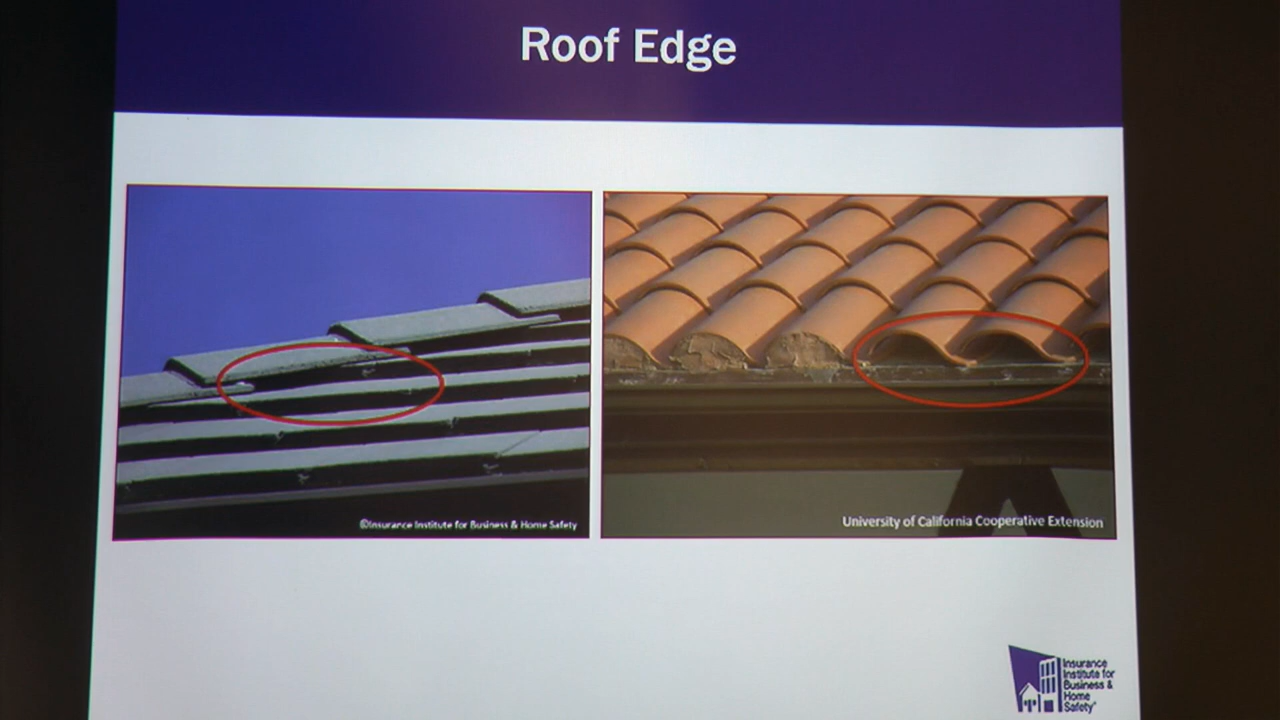 Roof Edge
©Insurance Institute for Business & Home Safety
University of California Cooperative Extension
Insurance
Institute for
Business &
Home
Safety®